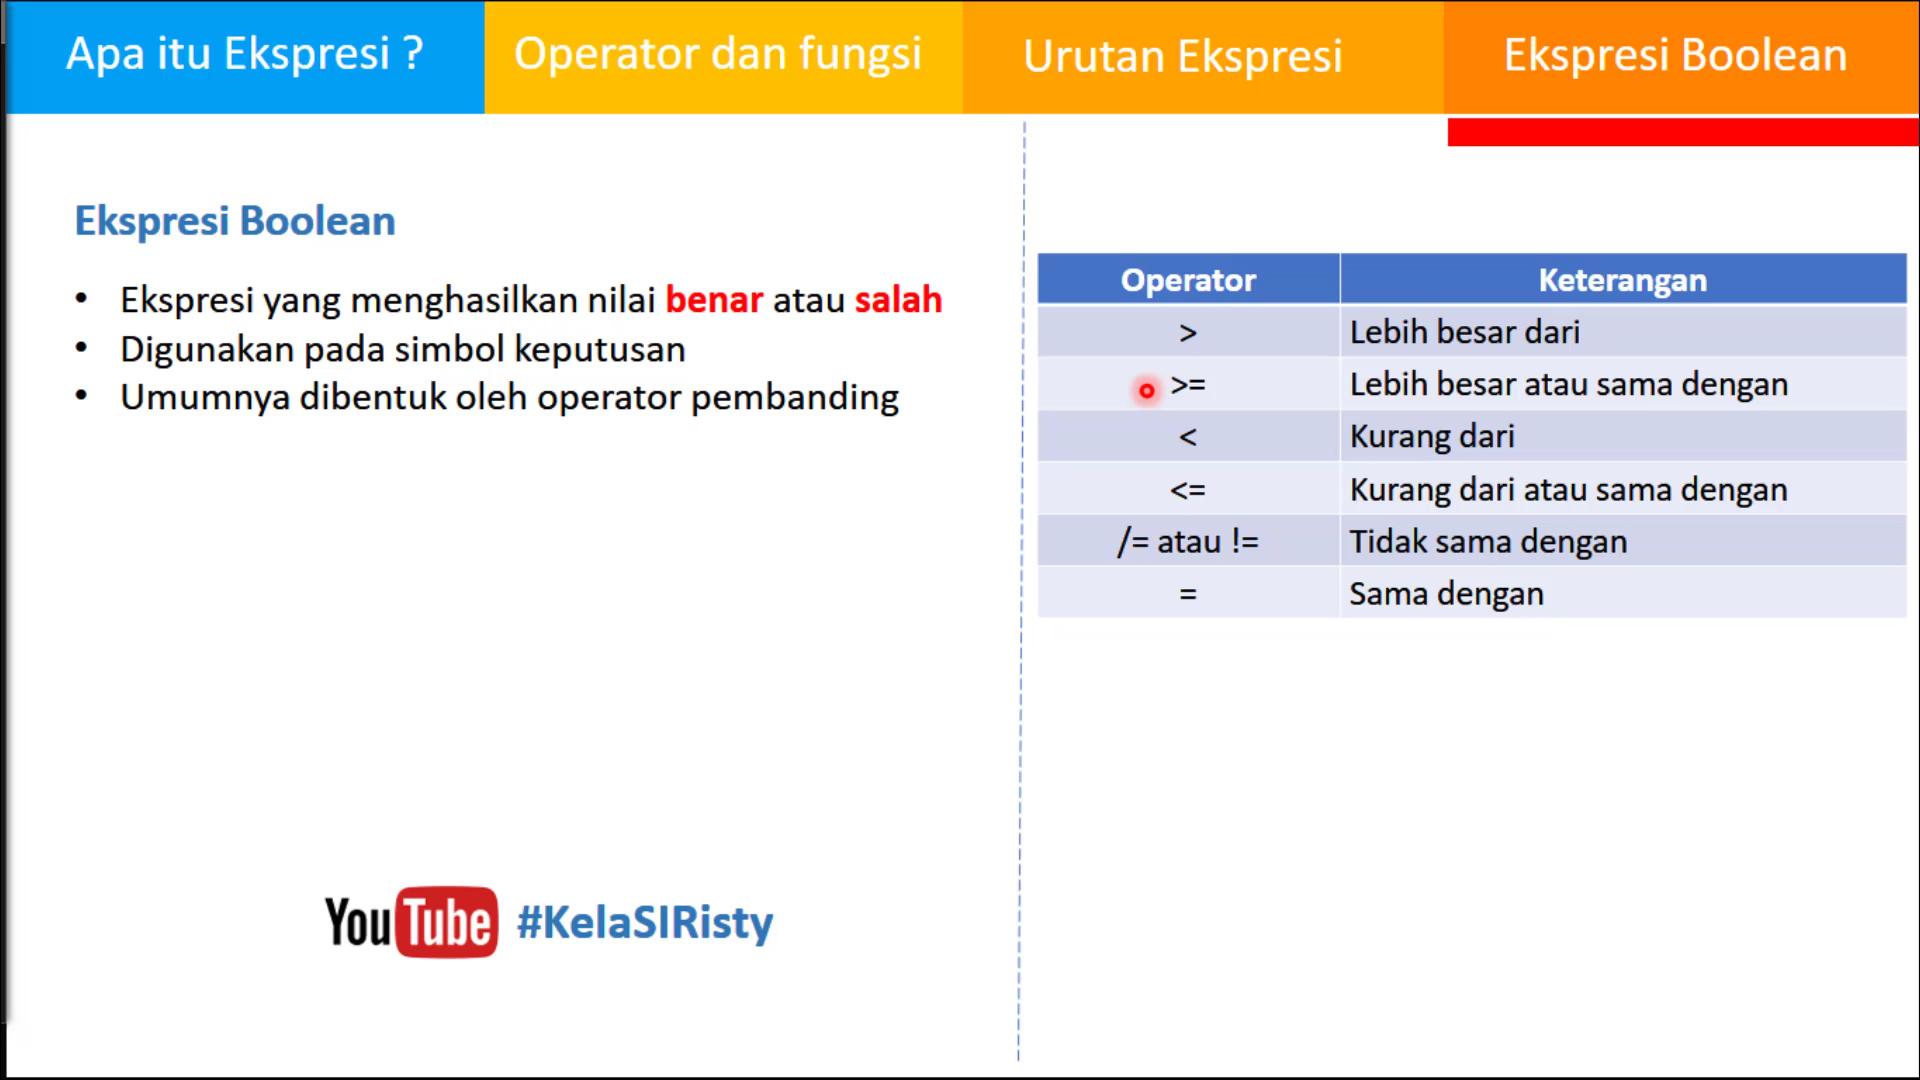 Apa itu Ekspresi ?
Operator dan fungsi
Urutan Ekspresi
Ekspresi Boolean
Ekspresi Boolean
• Ekspresi yang menghasilkan nilai benar atau salah
• Digunakan pada simbol keputusan
• Umumnya dibentuk oleh operator pembanding
Operator Keterangan
> Lebih besar dari
>= Lebih besar atau sama dengan
< Kurang dari
<= Kurang dari atau sama dengan
/= atau != Tidak sama dengan
= Sama dengan
YouTube #KelaSIRisty